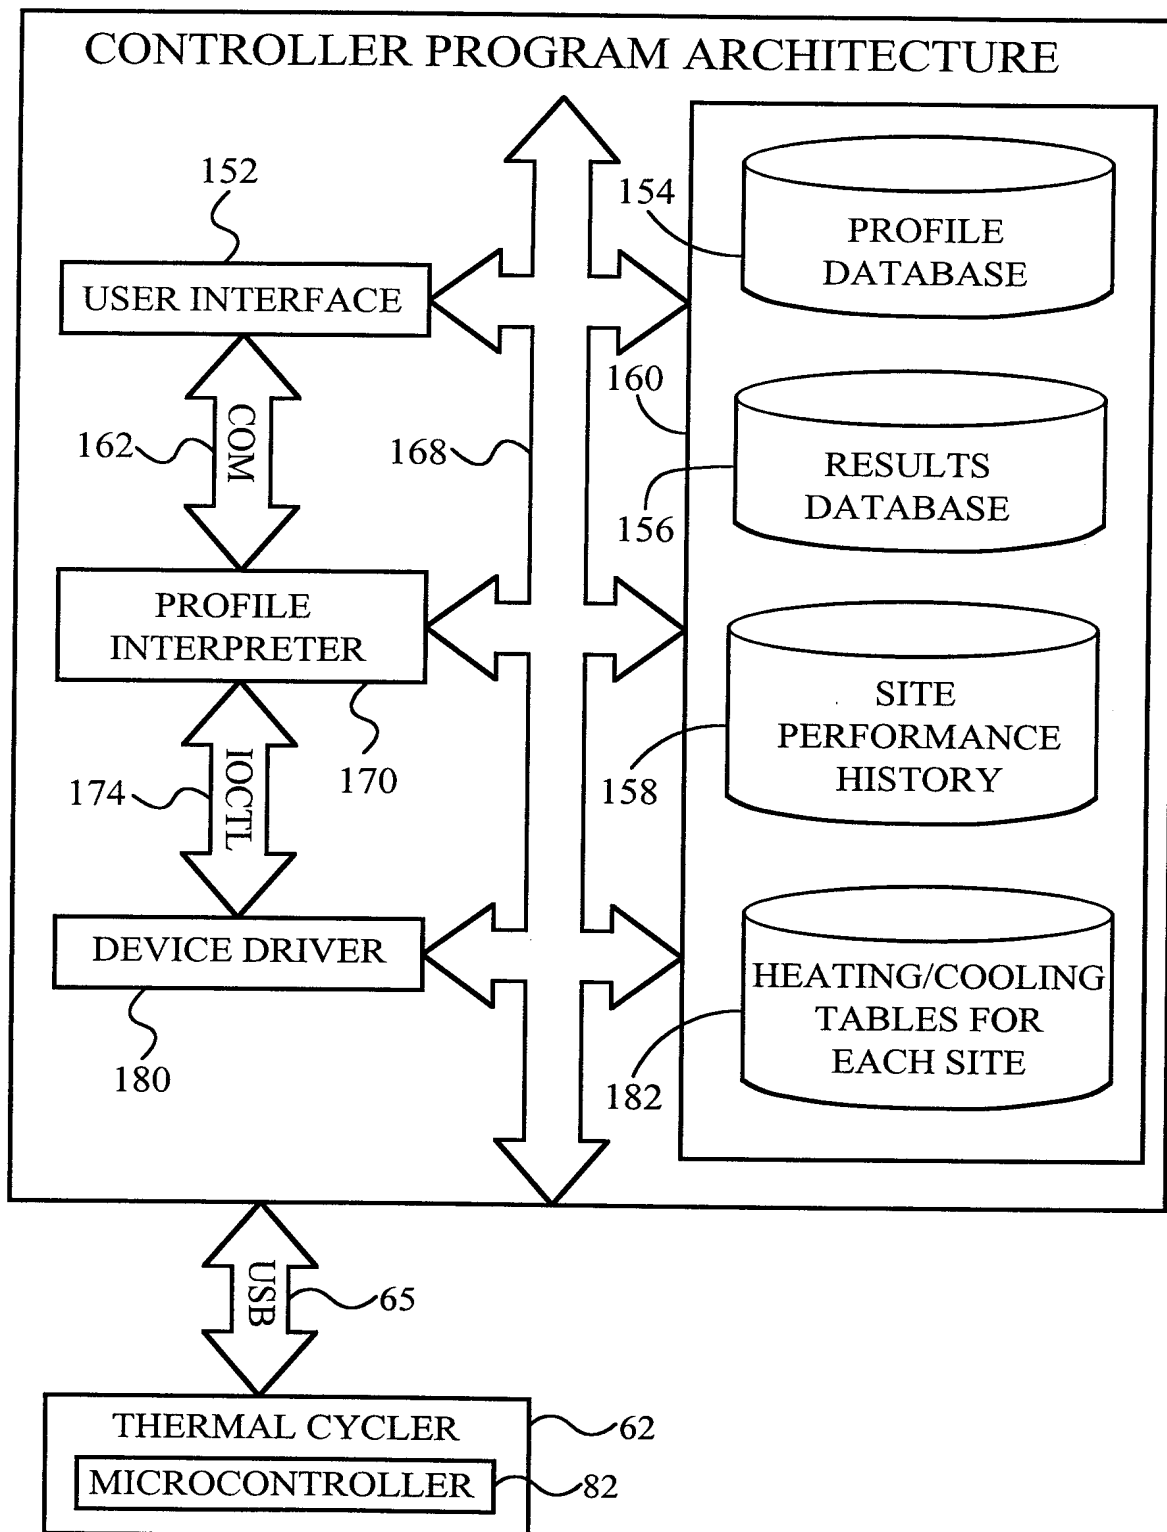 CONTROLLER PROGRAM ARCHITECTURE
152
USER INTERFACE
154
PROFILE
DATABASE
162
COM
168
160
156
RESULTS
DATABASE
PROFILE
INTERPRETER
170
174
IOCTL
158
SITE
PERFORMANCE
HISTORY
DEVICE DRIVER
180
182
HEATING/COOLING
TABLES FOR
EACH SITE
USB
65
THERMAL CYCLER
62
MICROCONTROLLER
82